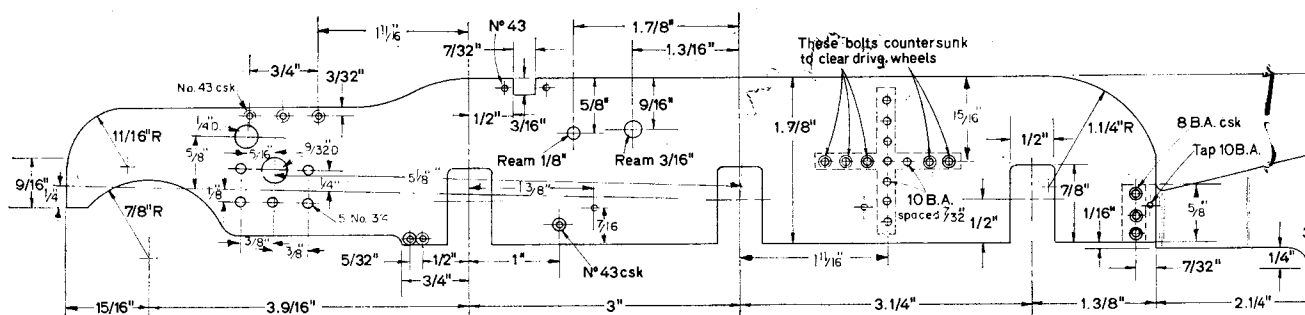 1 11/16"
1.7/8"
Nº 43
7/32"
1.3/16"
These bolts countersunk
to clear drive wheels
3/4"
3/32"
No. 43 csk
1/4 D.
11/16"R
5/8"
5/16"
9/32D
1/2"
3/16"
5/8"
9/16"
Ream 1/8"
Ream 3/16"
1.7/8"
15/16"
1/2"
1.1/4"R
8 B.A. csk
Tap 10B.A.
9/16"
1/4
7/8"R
1/8"
1/4"
5 1/8"
1 3/8"
7/16
10 B.A.
spaced 7/32"
1/2"
7/8"
1/16"
5/8"
3/8"
3/8"
5/32"
1/2"
3/4"
1"
Nº43csk
1 11/16"
7/32"
1/4"
15/16"
3.9/16"
3"
3.1/4"
1.3/8"
2.1/4"